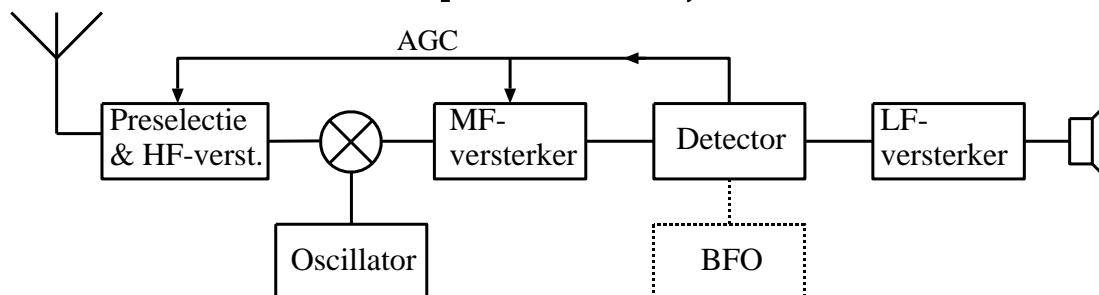 AGC
Preselectie
& HF-verst.
MF-
versterker
Detector
LF-
versterker
Oscillator
BFO